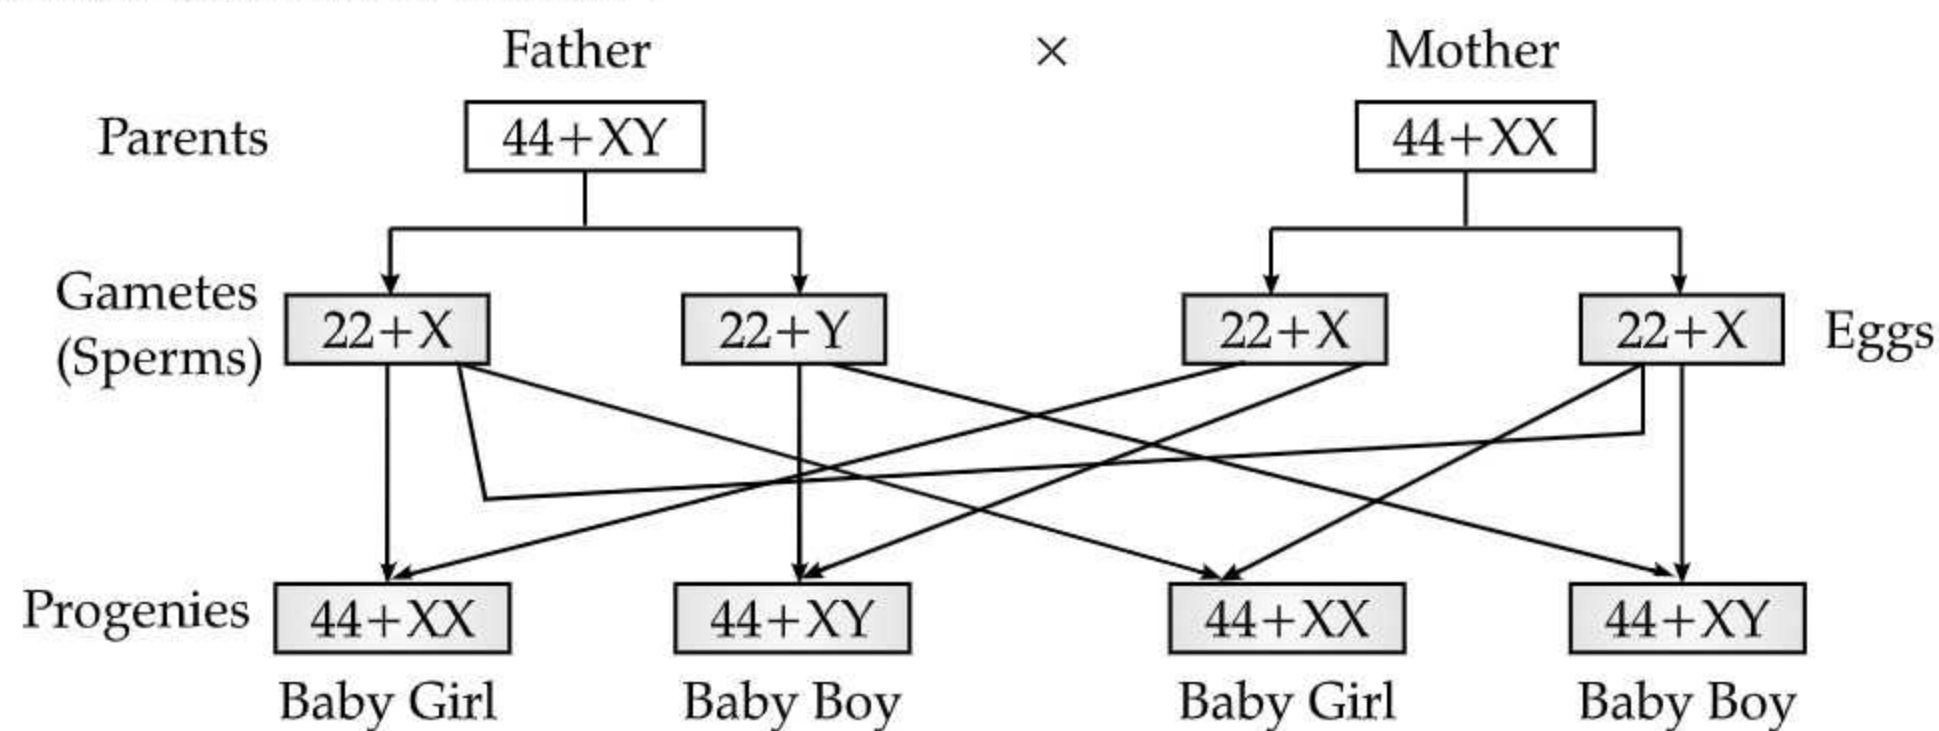 Father × Mother
Parents 44+XY 44+XX
Gametes
(Sperms) 22+X 22+Y 22+X 22+X Eggs
Progenies 44+XX 44+XY 44+XX 44+XY
Baby Girl Baby Boy Baby Girl Baby Boy